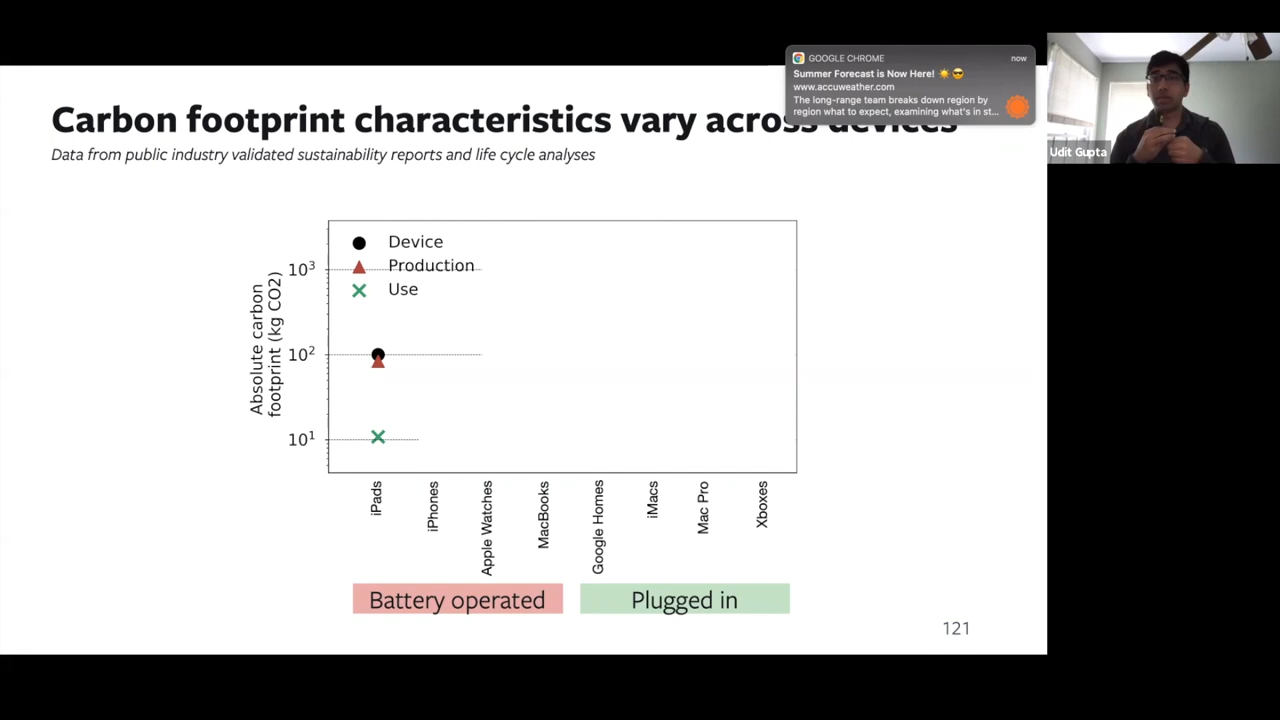 GOOGLE CHROME now
Summer Forecast is Now Here! ☀️😎
www.accuweather.com
The long-range team breaks down region by
region what to expect, examining what's in st...
Udit Gupta
Carbon footprint characteristics vary across devices
Data from public industry validated sustainability reports and life cycle analyses
Device
Production
Use
Absolute carbon
footprint (kg CO2)
10³
10²
10¹
iPads
iPhones
Apple Watches
MacBooks
Google Homes
iMacs
Mac Pro
Xboxes
Battery operated
Plugged in
121